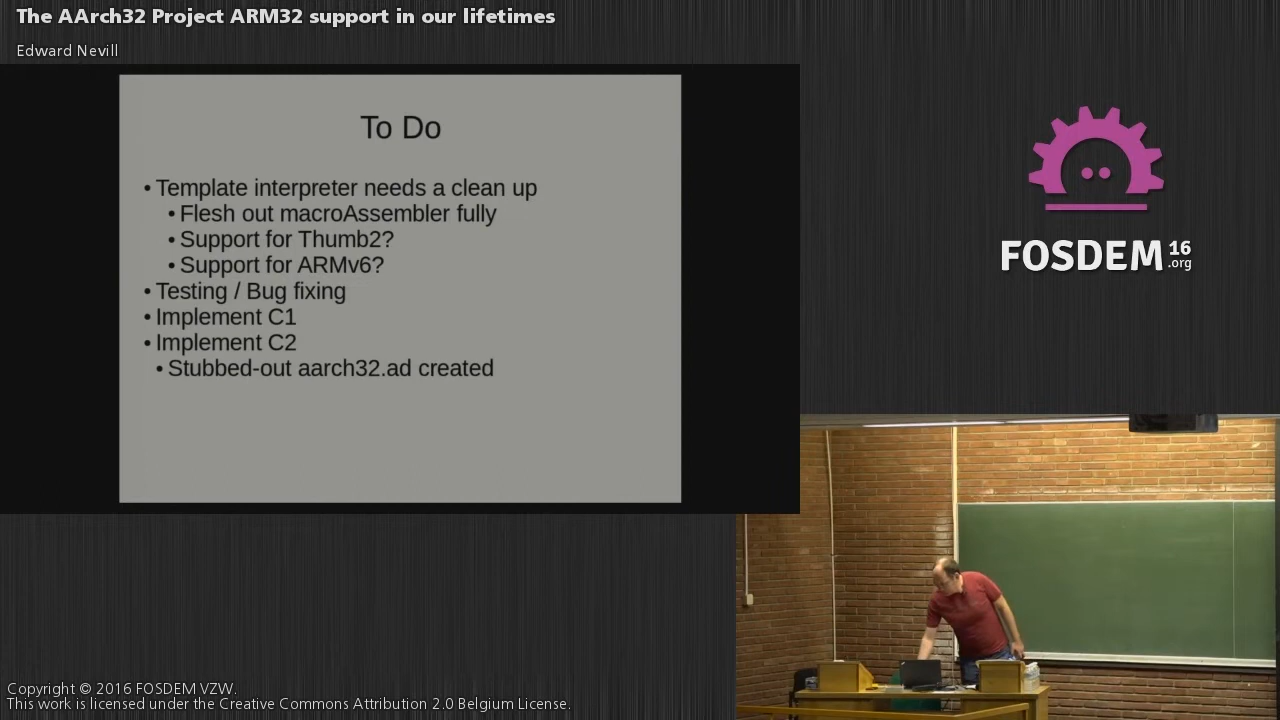 The AArch32 Project ARM32 support in our lifetimes
Edward Nevill
To Do
• Template interpreter needs a clean up
• Flesh out macroAssembler fully
• Support for Thumb2?
• Support for ARMv6?
• Testing / Bug fixing
• Implement C1
• Implement C2
• Stubbed-out aarch32.ad created
FOSDEM 16 .org
Copyright © 2016 FOSDEM VZW.
This work is licensed under the Creative Commons Attribution 2.0 Belgium License.